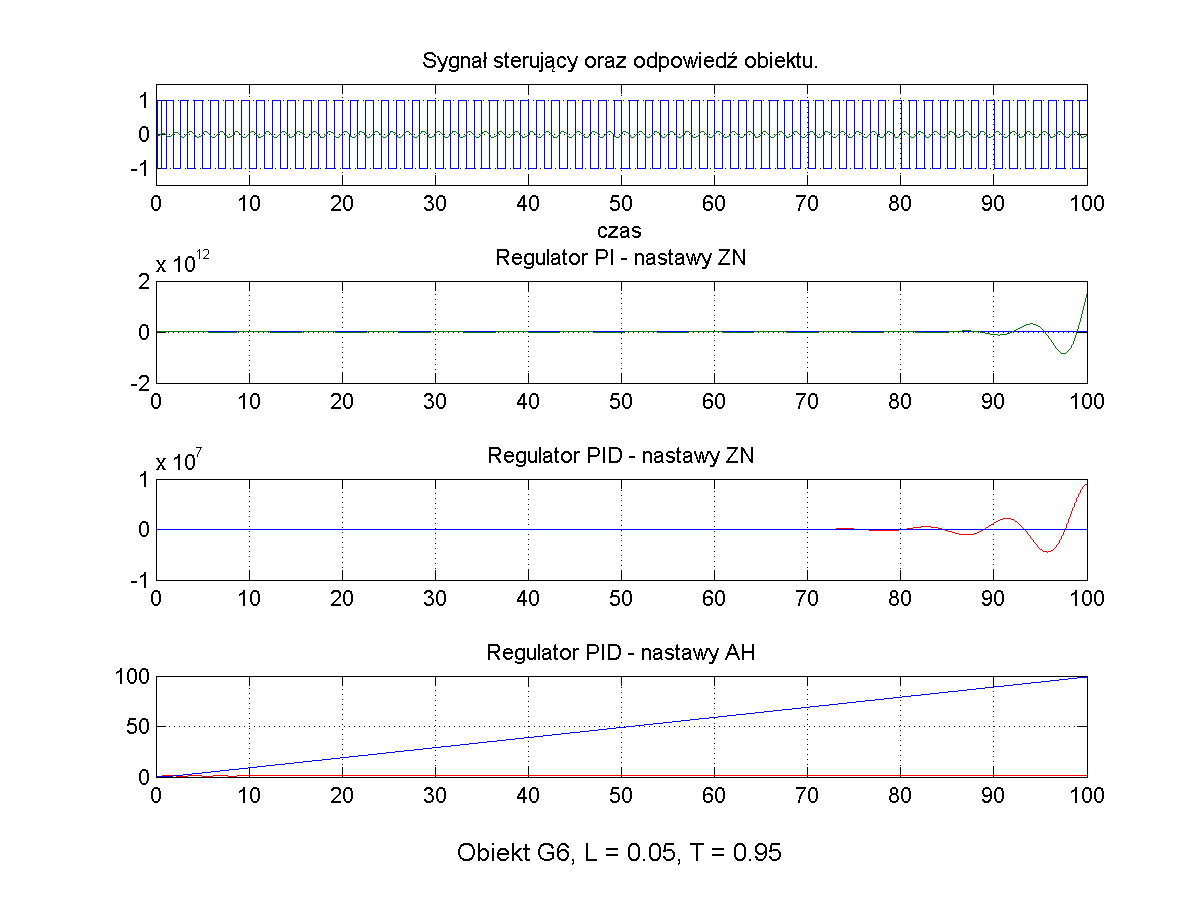 Sygnał sterujący oraz odpowiedź obiektu.
1
0
-1
0 10 20 30 40 50 60 70 80 90 100
czas
Regulator PI - nastawy ZN
x 10^12
2
0
-2
0 10 20 30 40 50 60 70 80 90 100
Regulator PID - nastawy ZN
x 10^7
1
0
-1
0 10 20 30 40 50 60 70 80 90 100
Regulator PID - nastawy AH
100
50
0
0 10 20 30 40 50 60 70 80 90 100
Obiekt G6, L = 0.05, T = 0.95